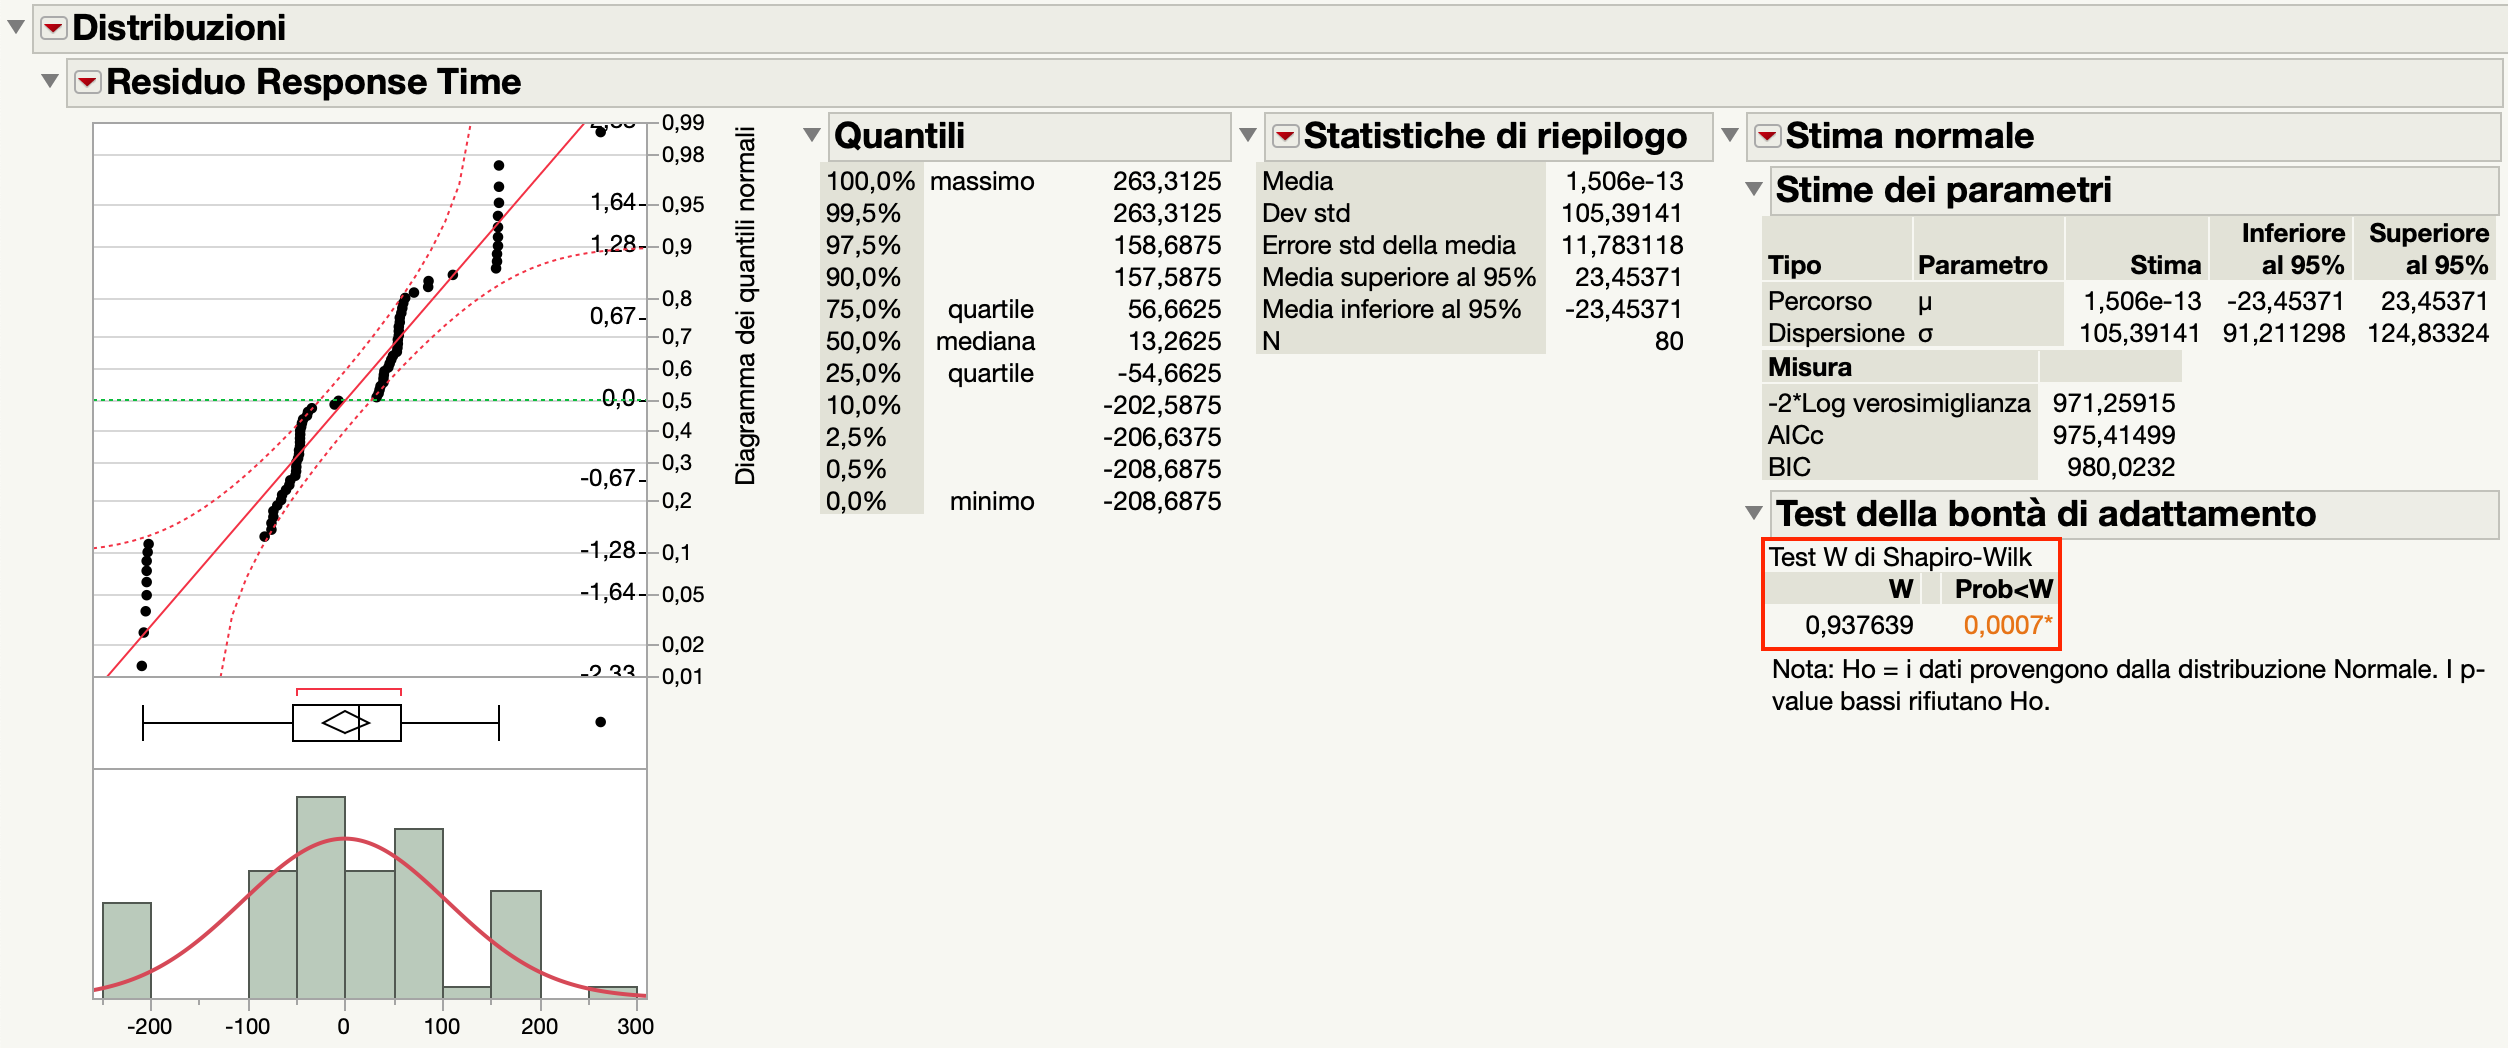 Distribuzioni
Residuo Response Time
0,99
0,98
1,64 0,95
1,28 0,9
0,8
0,67
0,7
0,6
0,0 0,5
0,4
0,3
-0,67
0,2
-1,28 0,1
-1,64 0,05
0,02
-2,33 0,01
Diagramma dei quantili normali
-200 -100 0 100 200 300
Quantili
100,0% massimo 263,3125
99,5% 263,3125
97,5% 158,6875
90,0% 157,5875
75,0% quartile 56,6625
50,0% mediana 13,2625
25,0% quartile -54,6625
10,0% -202,5875
2,5% -206,6375
0,5% -208,6875
0,0% minimo -208,6875
Statistiche di riepilogo
Media 1,506e-13
Dev std 105,39141
Errore std della media 11,783118
Media superiore al 95% 23,45371
Media inferiore al 95% -23,45371
N 80
Stima normale
Stime dei parametri
Inferiore Superiore
Tipo Parametro Stima al 95% al 95%
Percorso μ 1,506e-13 -23,45371 23,45371
Dispersione σ 105,39141 91,211298 124,83324
Misura
-2*Log verosimiglianza 971,25915
AICc 975,41499
BIC 980,0232
Test della bontà di adattamento
Test W di Shapiro-Wilk
W Prob<W
0,937639 0,0007*
Nota: Ho = i dati provengono dalla distribuzione Normale. I p-
value bassi rifiutano Ho.